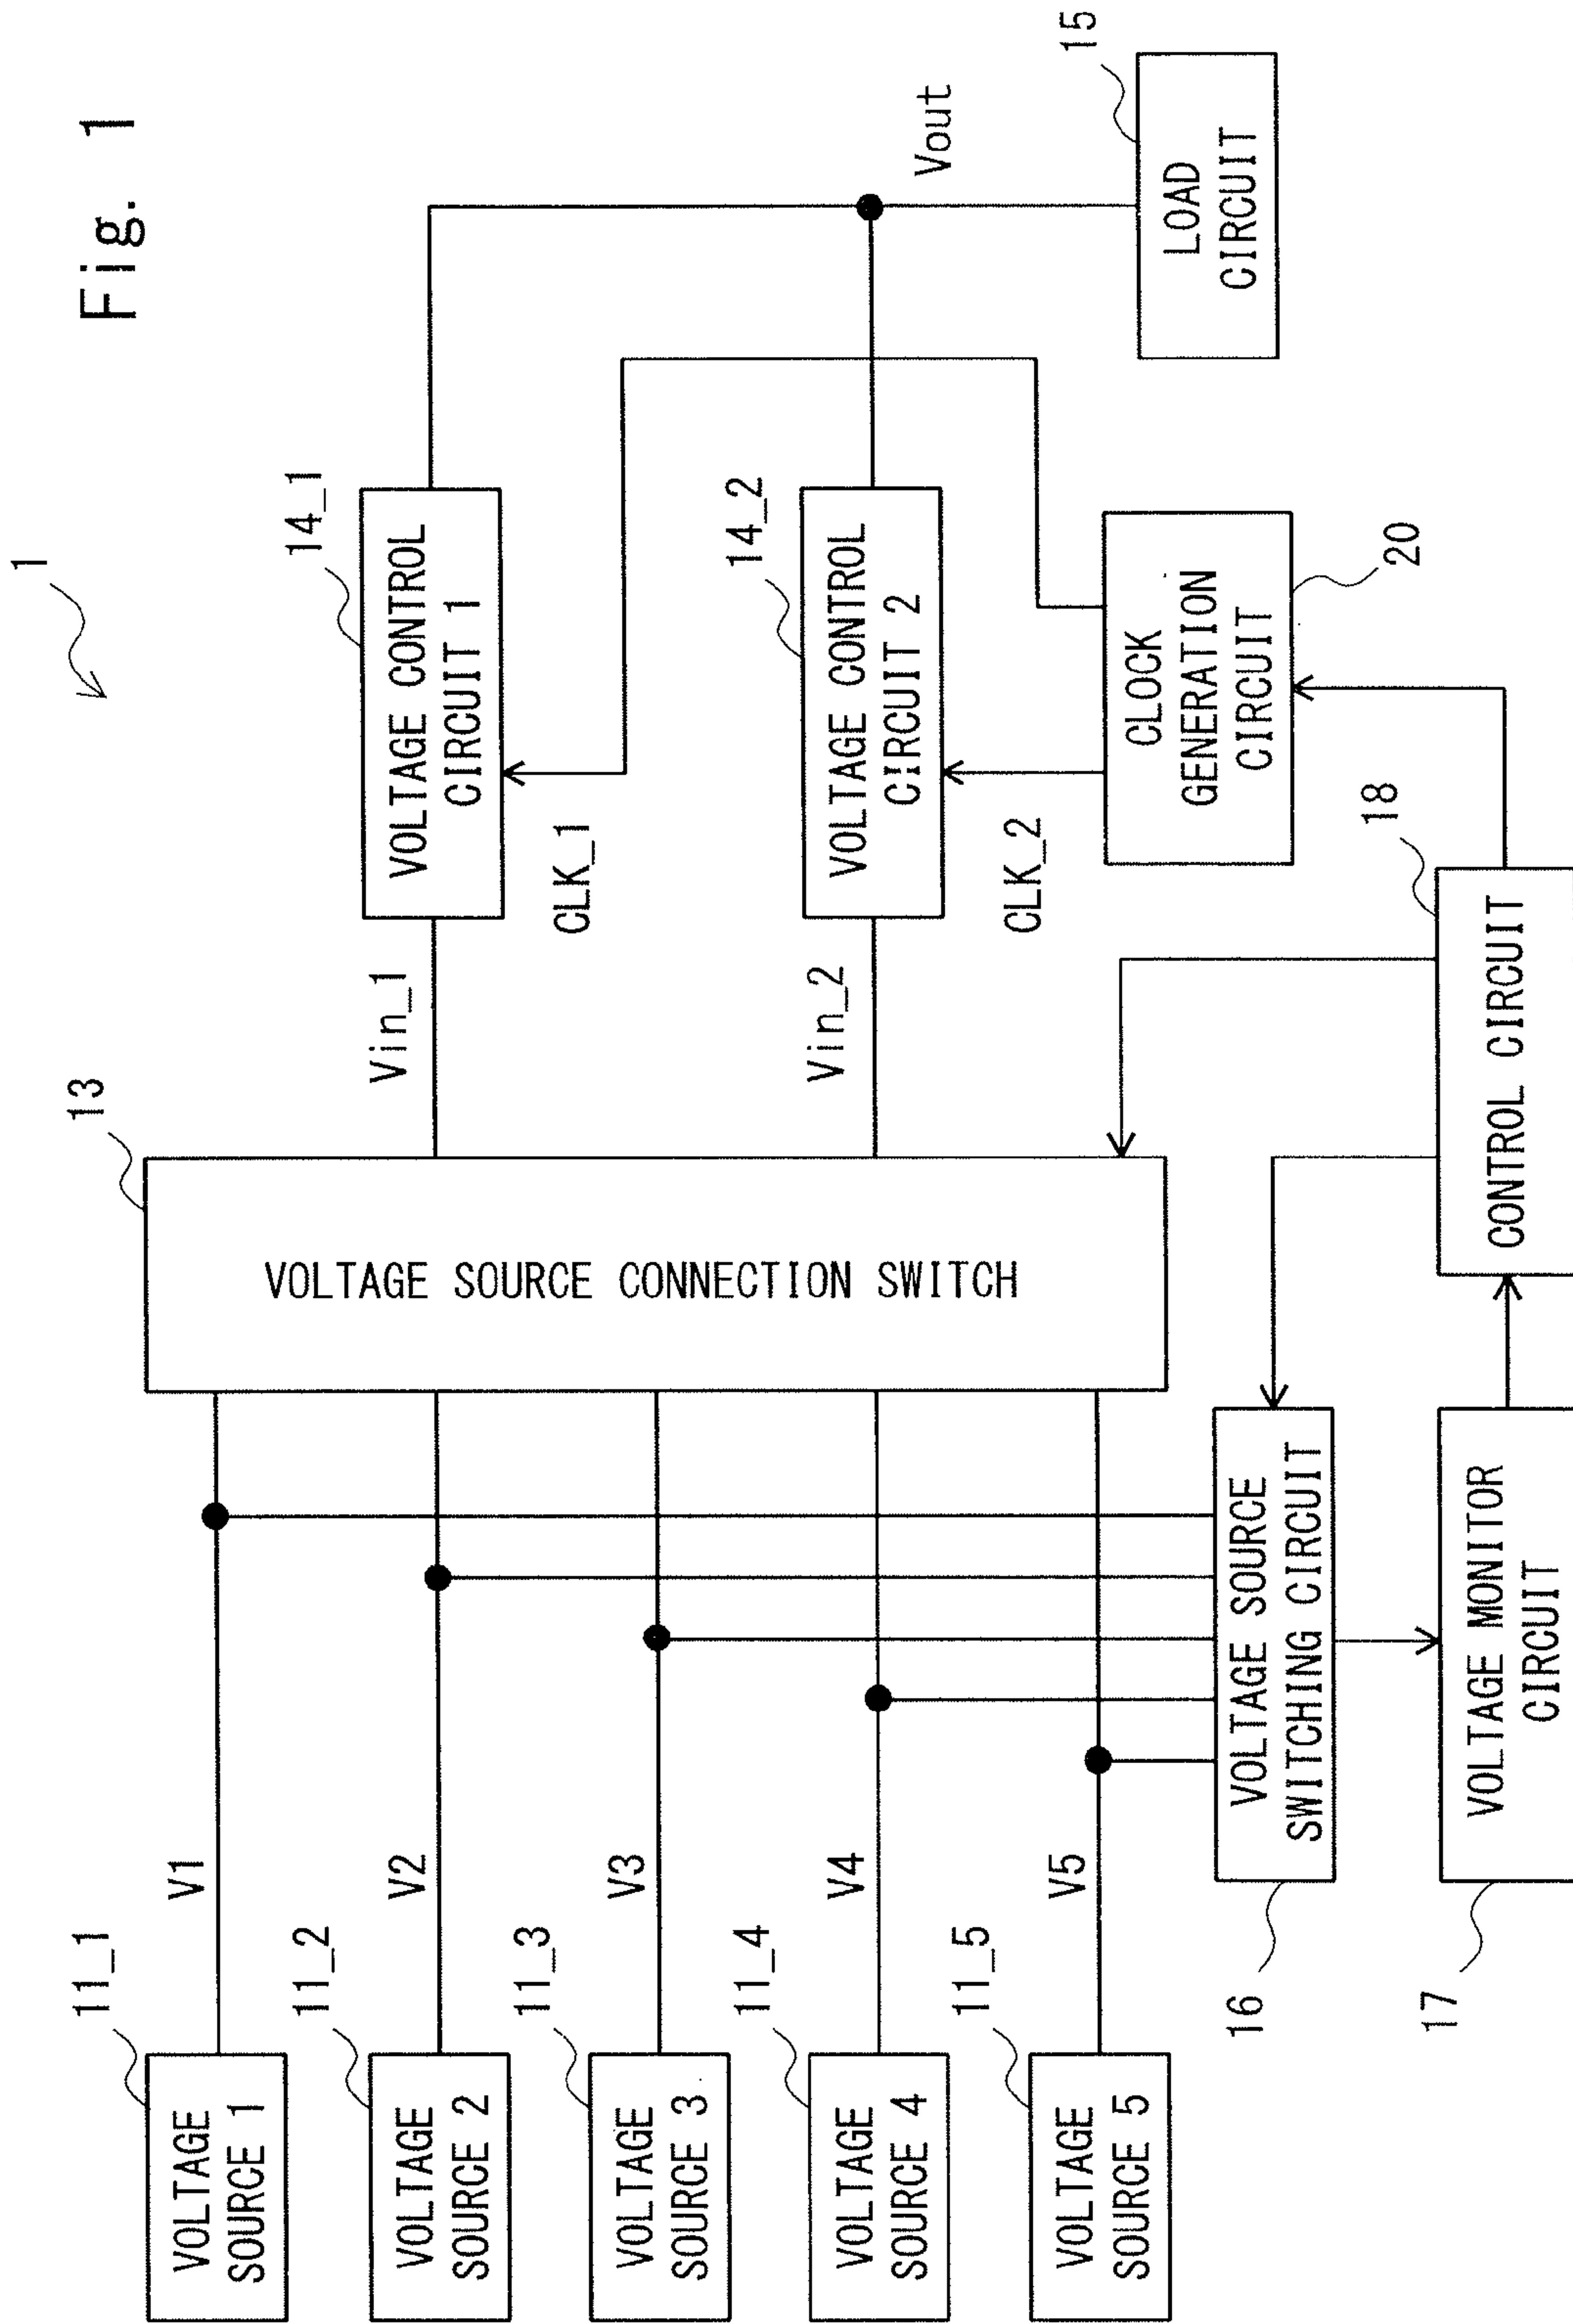 Fig. 1
1
11_1
VOLTAGE
SOURCE 1
V1
11_2
VOLTAGE
SOURCE 2
V2
11_3
VOLTAGE
SOURCE 3
V3
11_4
VOLTAGE
SOURCE 4
V4
11_5
VOLTAGE
SOURCE 5
V5
13
VOLTAGE SOURCE CONNECTION SWITCH
Vin_1
Vin_2
14_1
VOLTAGE CONTROL
CIRCUIT 1
CLK_1
14_2
VOLTAGE CONTROL
CIRCUIT 2
CLK_2
Vout
15
LOAD
CIRCUIT
CLOCK
GENERATION
CIRCUIT
20
16
VOLTAGE SOURCE
SWITCHING CIRCUIT
17
VOLTAGE MONITOR
CIRCUIT
18
CONTROL CIRCUIT